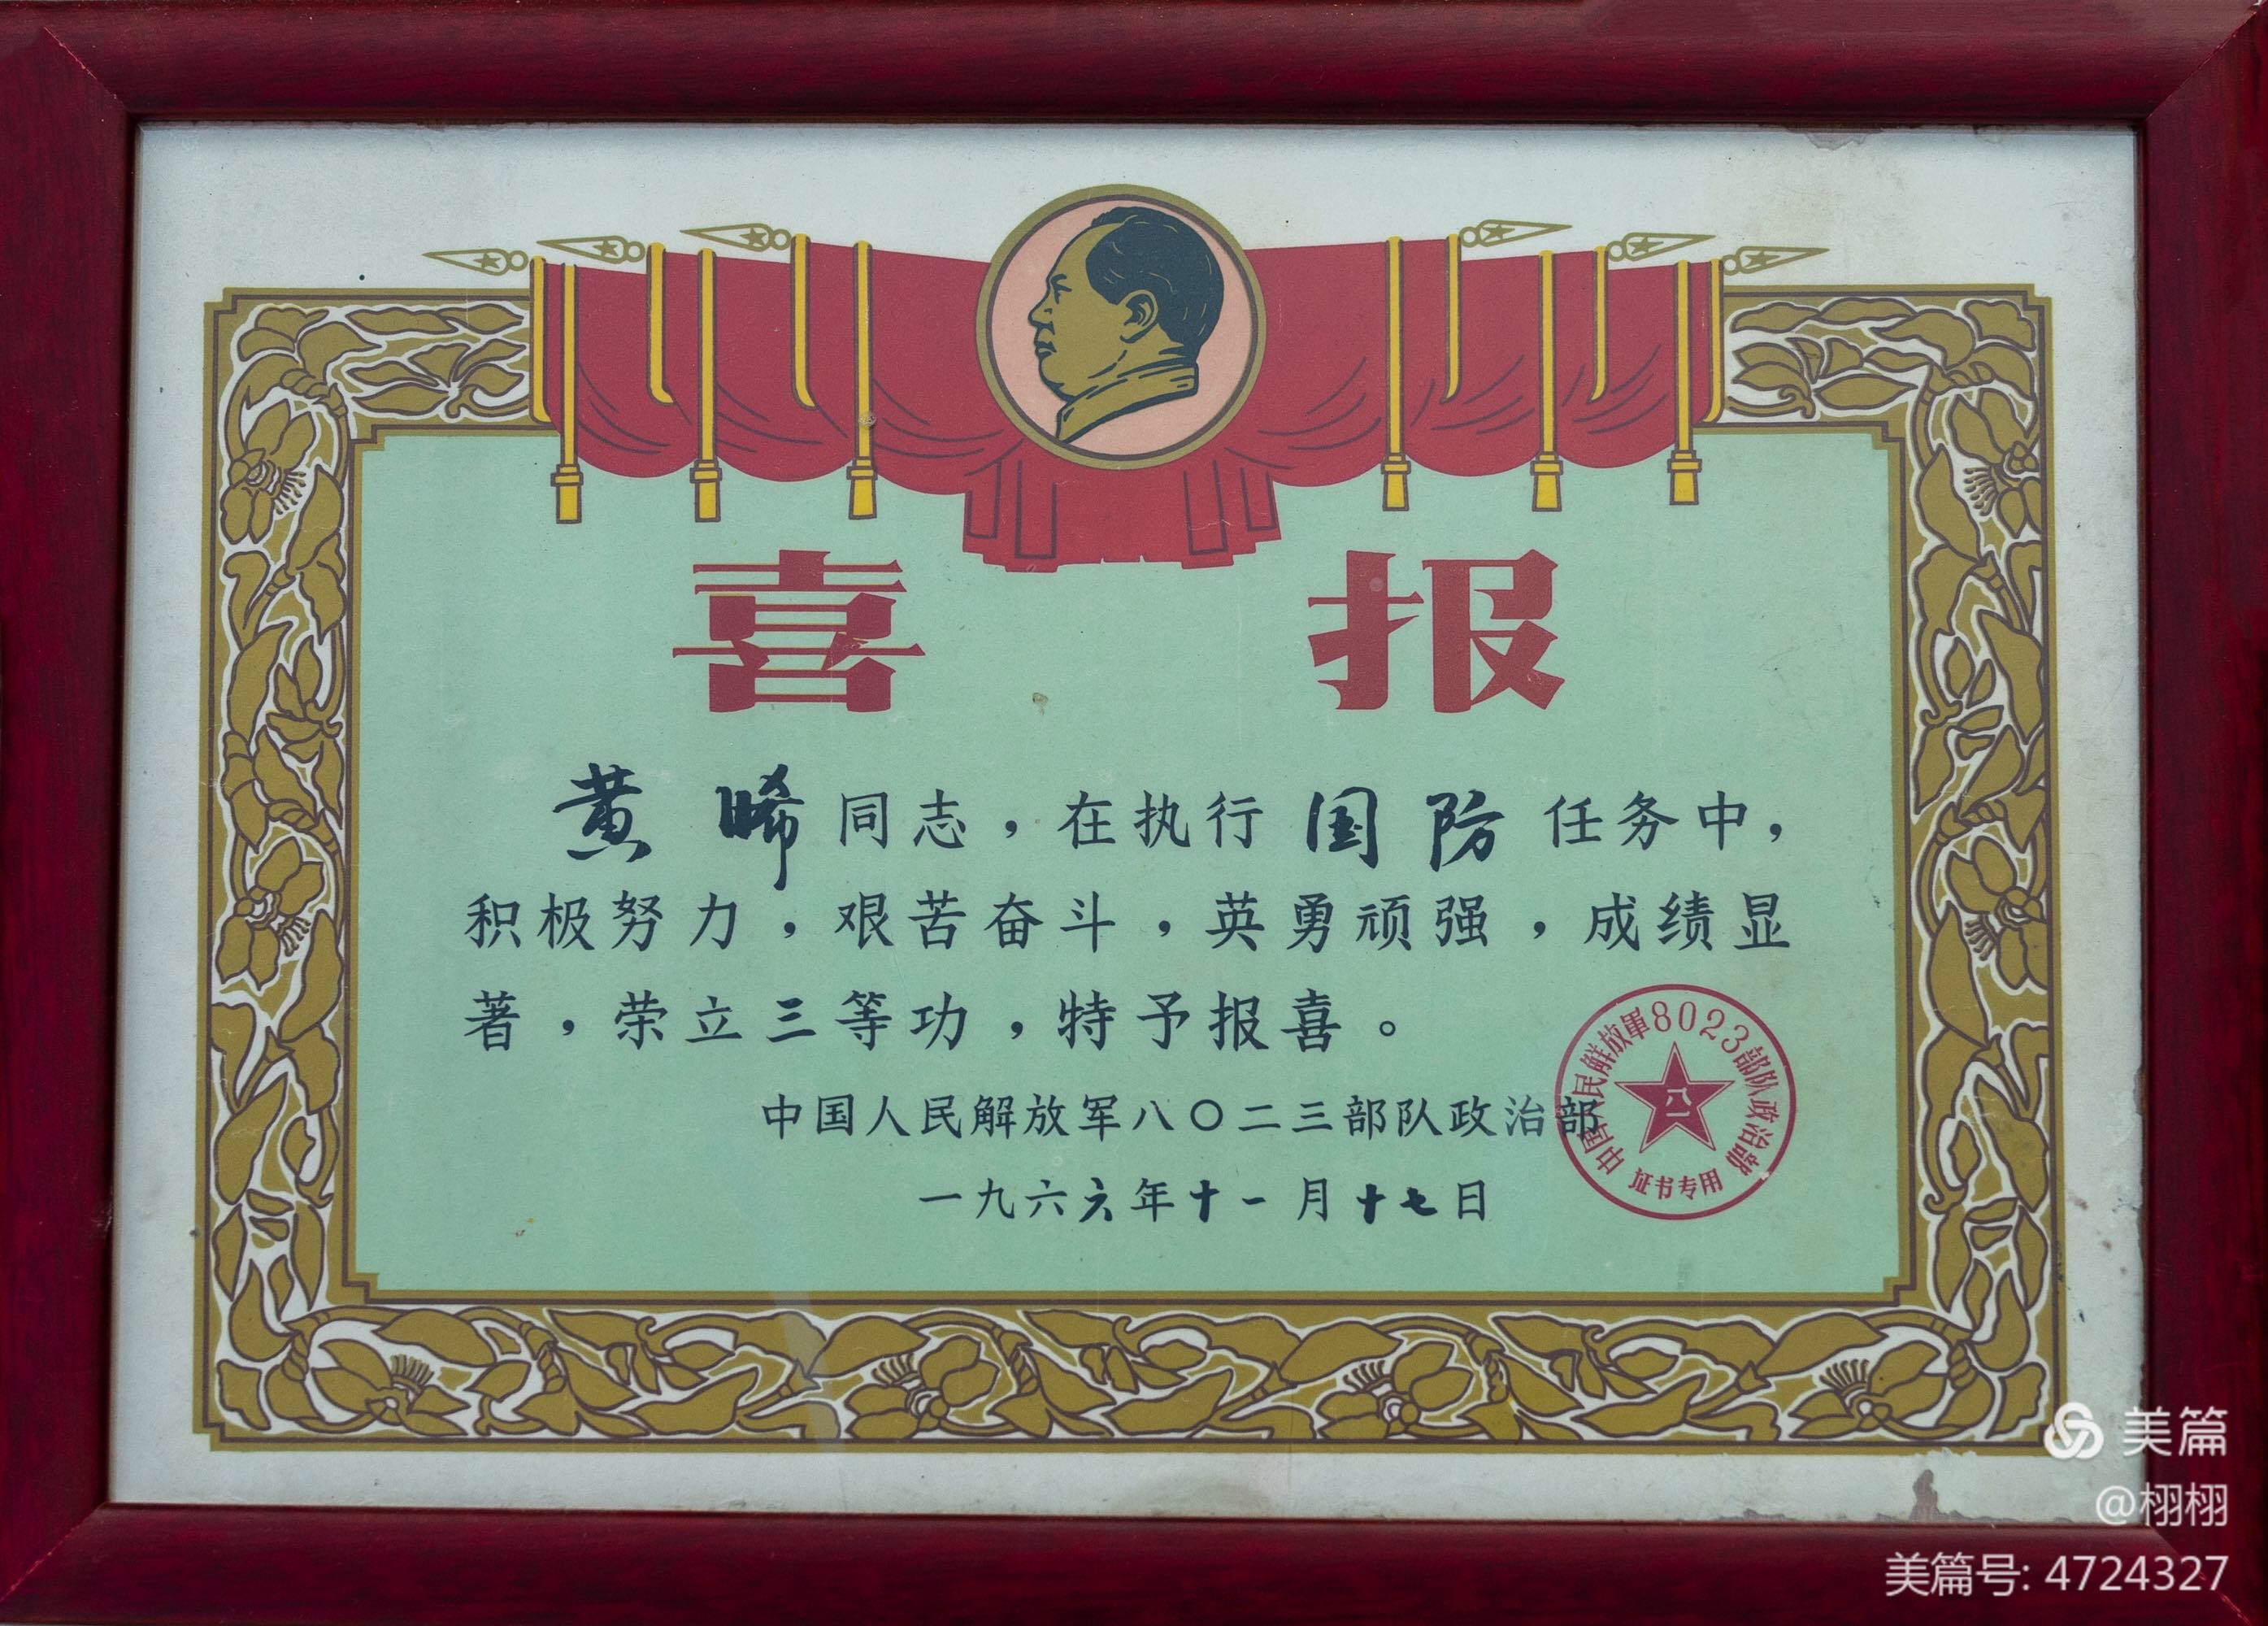 喜报
黄晞同志，在执行国防任务中，
积极努力，艰苦奋斗，英勇顽强，成绩显
著，荣立三等功，特予报喜。
中国人民解放军八〇二三部队政治部
一九六六年十一月十七日
中国人民解放軍8023部队政治部
八一
证书专用
美篇
@栩栩
美篇号: 4724327